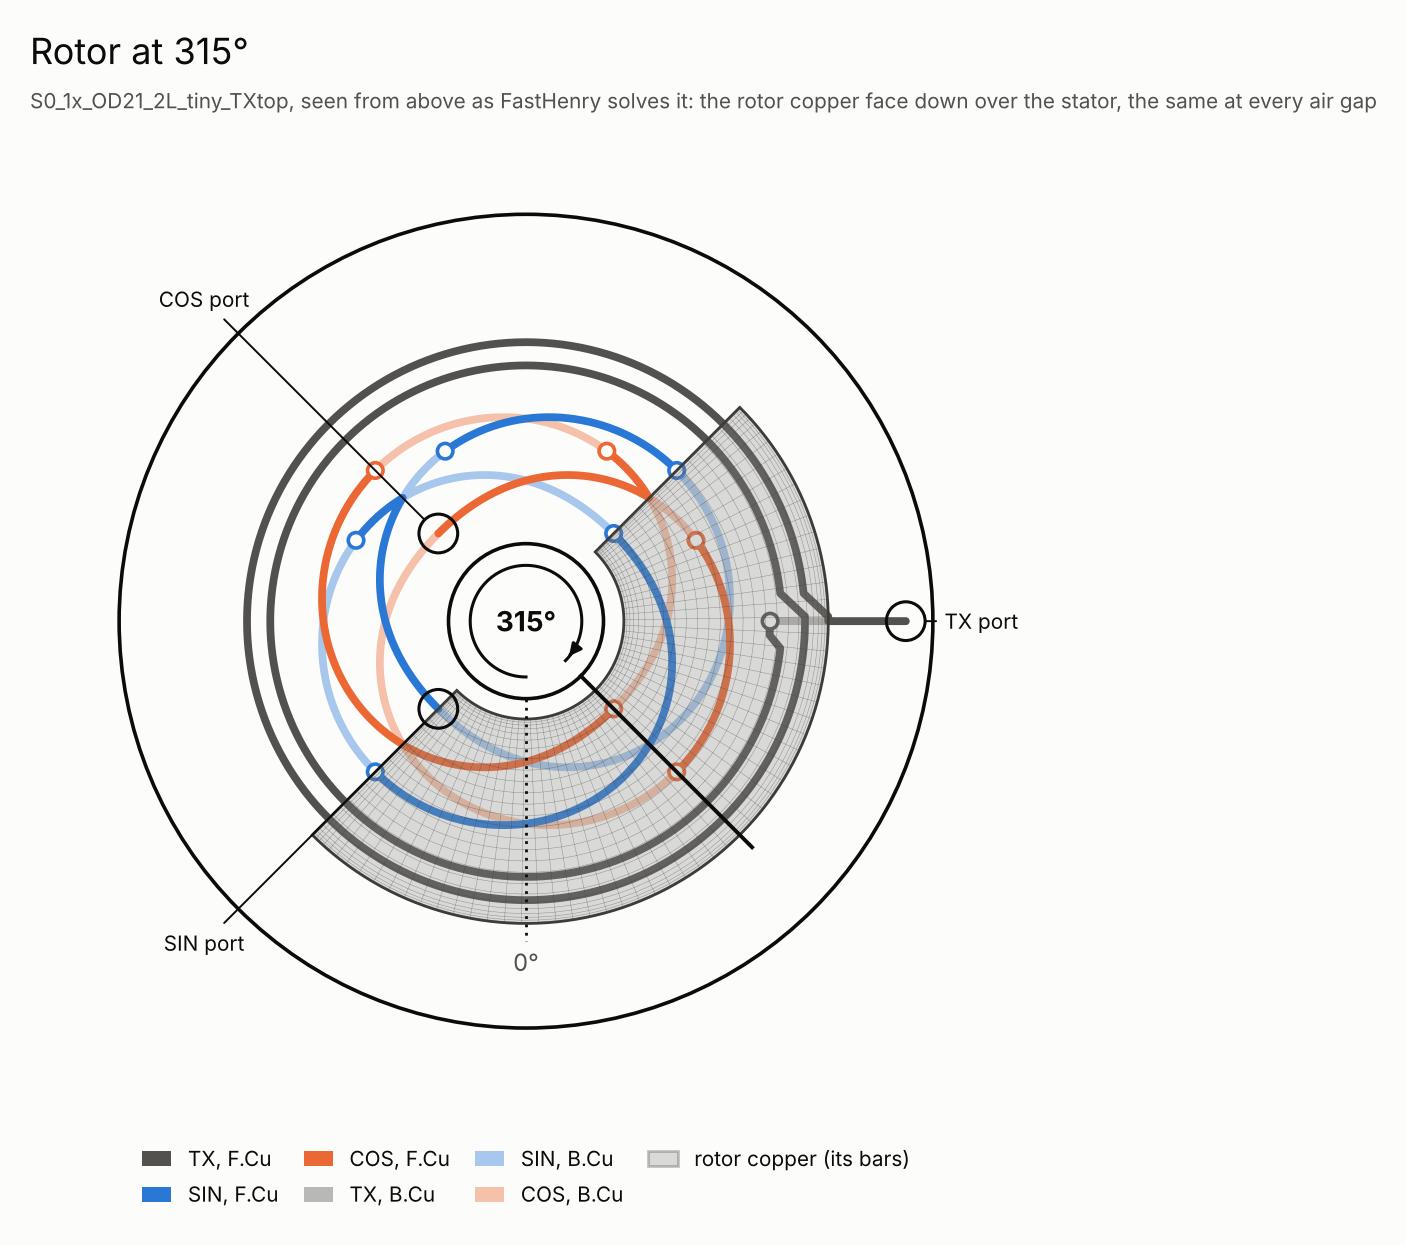 Rotor at 315°
S0_1x_OD21_2L_tiny_TXtop, seen from above as FastHenry solves it: the rotor copper face down over the stator, the same at every air gap
COS port
315°
TX port
SIN port
0°
TX, F.Cu
COS, F.Cu
SIN, B.Cu
rotor copper (its bars)
SIN, F.Cu
TX, B.Cu
COS, B.Cu